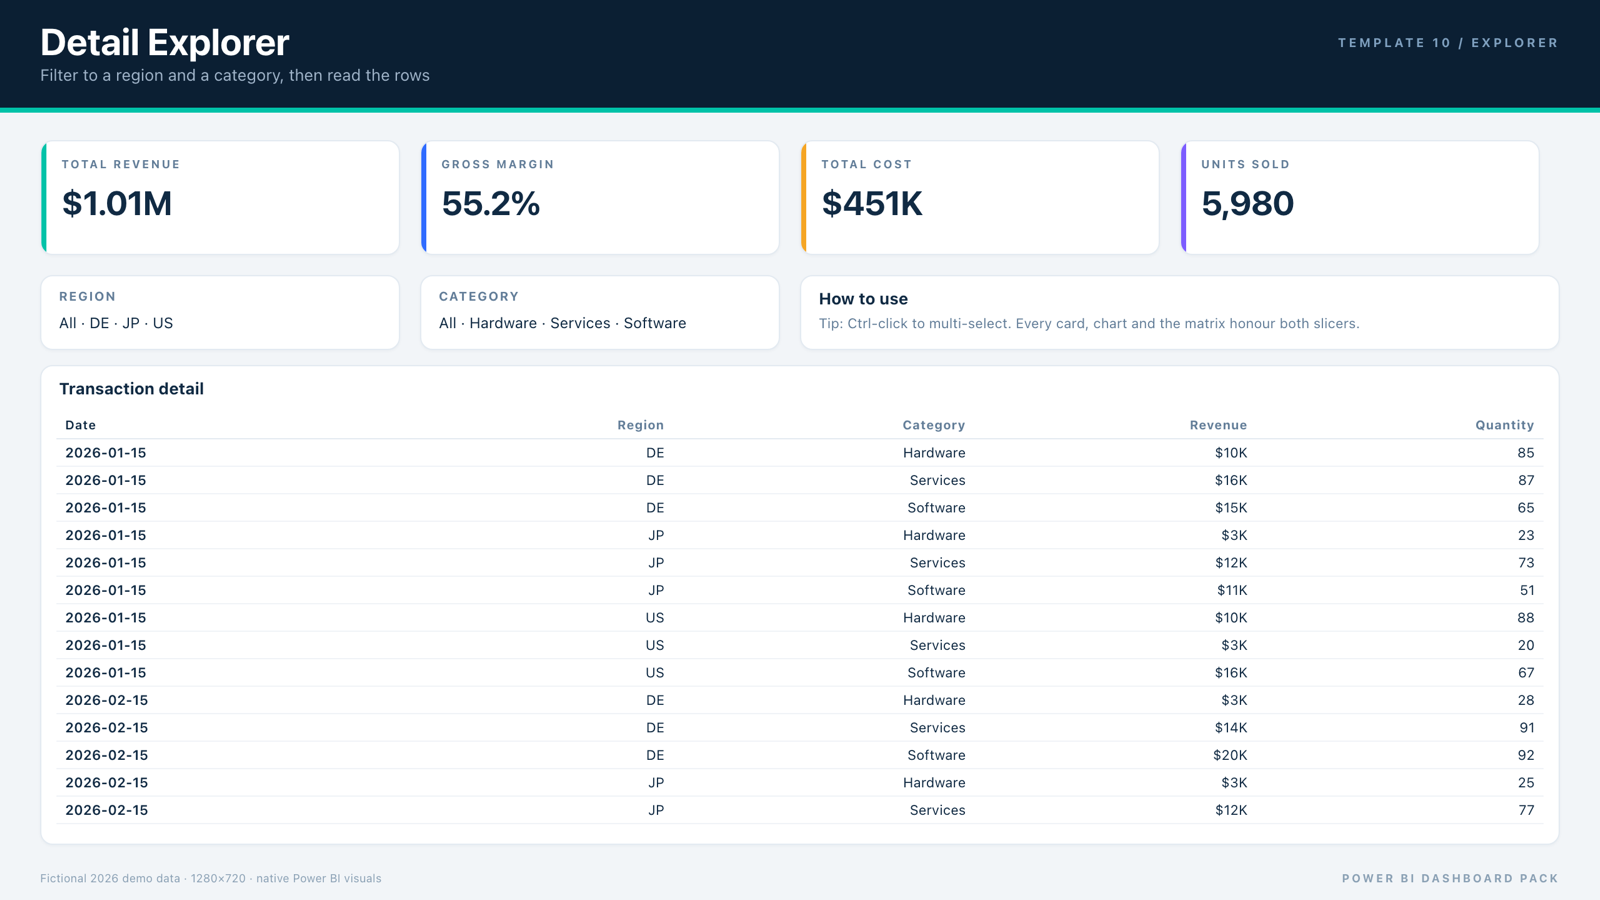 Detail Explorer
TEMPLATE 10 / EXPLORER
Filter to a region and a category, then read the rows
TOTAL REVENUE
$1.01M
GROSS MARGIN
55.2%
TOTAL COST
$451K
UNITS SOLD
5,980
REGION
All · DE · JP · US
CATEGORY
All · Hardware · Services · Software
How to use
Tip: Ctrl-click to multi-select. Every card, chart and the matrix honour both slicers.
Transaction detail
Date Region Category Revenue Quantity
2026-01-15 DE Hardware $10K 85
2026-01-15 DE Services $16K 87
2026-01-15 DE Software $15K 65
2026-01-15 JP Hardware $3K 23
2026-01-15 JP Services $12K 73
2026-01-15 JP Software $11K 51
2026-01-15 US Hardware $10K 88
2026-01-15 US Services $3K 20
2026-01-15 US Software $16K 67
2026-02-15 DE Hardware $3K 28
2026-02-15 DE Services $14K 91
2026-02-15 DE Software $20K 92
2026-02-15 JP Hardware $3K 25
2026-02-15 JP Services $12K 77
Fictional 2026 demo data · 1280×720 · native Power BI visuals
POWER BI DASHBOARD PACK